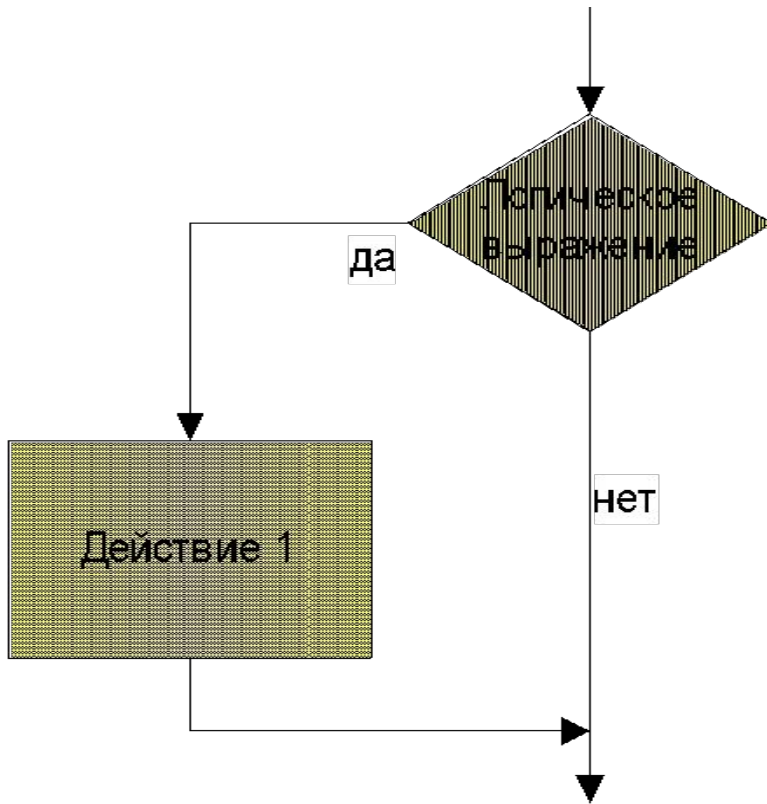 Логическое
выражение
да
нет
Действие 1